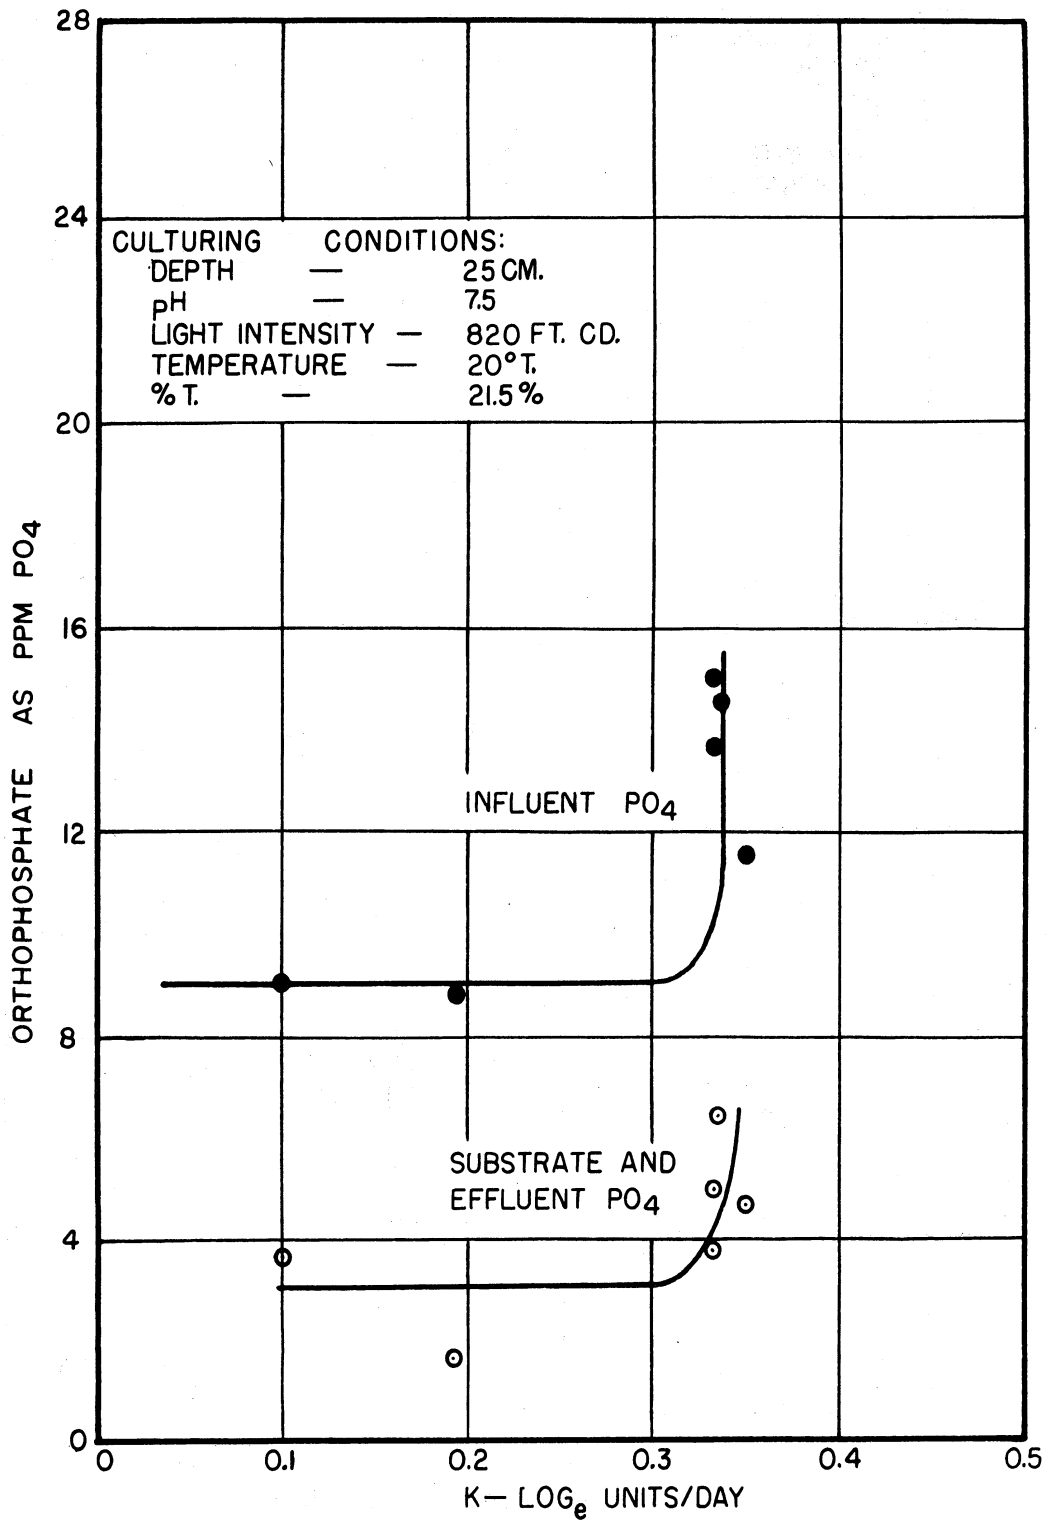 28
24
CULTURING CONDITIONS:
DEPTH — 25 CM.
pH — 7.5
LIGHT INTENSITY — 820 FT. CD.
TEMPERATURE — 20°T.
% T. — 21.5%
20
16
INFLUENT PO4
12
8
SUBSTRATE AND
EFFLUENT PO4
4
0
0 0.1 0.2 0.3 0.4 0.5
K— LOGe UNITS/DAY
ORTHOPHOSPHATE AS PPM PO4